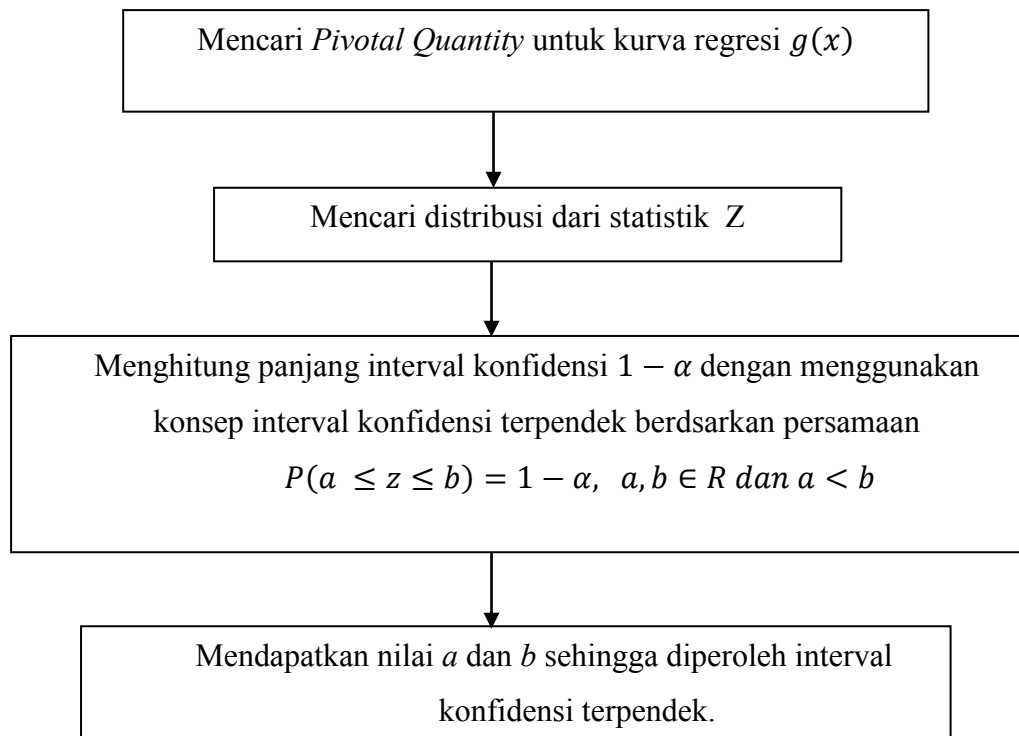 Mencari Pivotal Quantity untuk kurva regresi g(x)
Mencari distribusi dari statistik Z
Menghitung panjang interval konfidensi 1 − α dengan menggunakan
konsep interval konfidensi terpendek berdsarkan persamaan
P(a ≤ z ≤ b) = 1 − α, a, b ∈ R dan a < b
Mendapatkan nilai a dan b sehingga diperoleh interval
konfidensi terpendek.